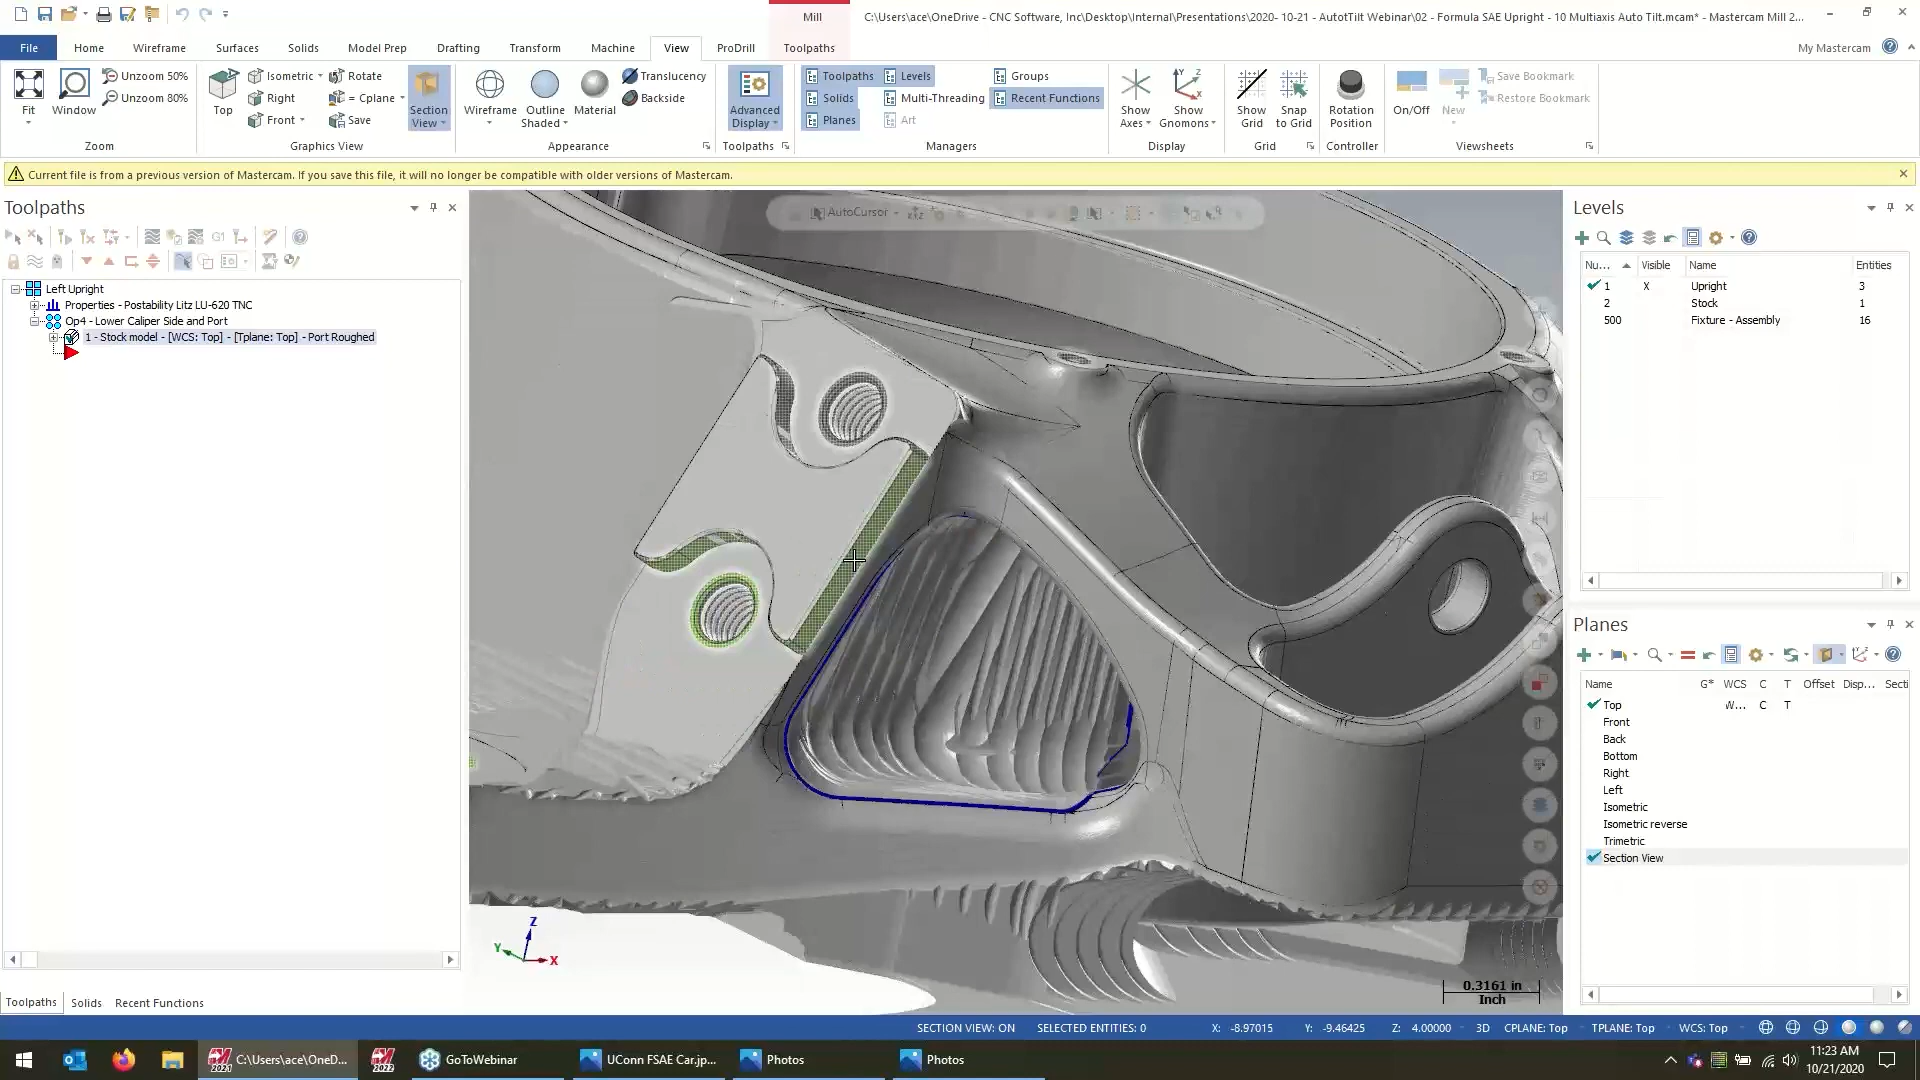 Mill
C:\Users\ace\OneDrive - CNC Software, Inc\Desktop\Internal\Presentations\2020- 10-21 - AutotTilt Webinar\02 - Formula SAE Upright - 10 Multiaxis Auto Tilt.mcam* - Mastercam Mill 2...
File Home Wireframe Surfaces Solids Model Prep Drafting Transform Machine View ProDrill Toolpaths My Mastercam
Fit
Window
Unzoom 50%
Unzoom 80%
Zoom
Top
Isometric
Right
Front
Rotate
= Cplane
Save
Section View
Graphics View
Wireframe
Outline Shaded
Material
Translucency
Backside
Appearance
Advanced Display
Toolpaths
Toolpaths
Solids
Planes
Levels
Multi-Threading
Art
Groups
Recent Functions
Managers
Show Axes
Show Gnomons
Display
Show Grid
Snap to Grid
Grid
Rotation Position
Controller
On/Off
New
Save Bookmark
Restore Bookmark
Viewsheets
Current file is from a previous version of Mastercam. If you save this file, it will no longer be compatible with older versions of Mastercam.
Toolpaths
G1
Left Upright
Properties - Postability Litz LU-620 TNC
Op4 - Lower Caliper Side and Port
1 - Stock model - [WCS: Top] - [Tplane: Top] - Port Roughed
Toolpaths Solids Recent Functions
AutoCursor
Z
Y
X
0.3161 in
Inch
Levels
Nu... Visible Name Entities
1 X Upright 3
2 Stock 1
500 Fixture - Assembly 16
Planes
Name G* WCS C T Offset Disp... Secti
Top W... C T
Front
Back
Bottom
Right
Left
Isometric
Isometric reverse
Trimetric
Section View
SECTION VIEW: ON SELECTED ENTITIES: 0 X: -8.97015 Y: -9.46425 Z: 4.00000 3D CPLANE: Top TPLANE: Top WCS: Top
2021
C:\Users\ace\OneD...
2022
GoToWebinar
UConn FSAE Car.jp...
Photos
Photos
11:23 AM
10/21/2020